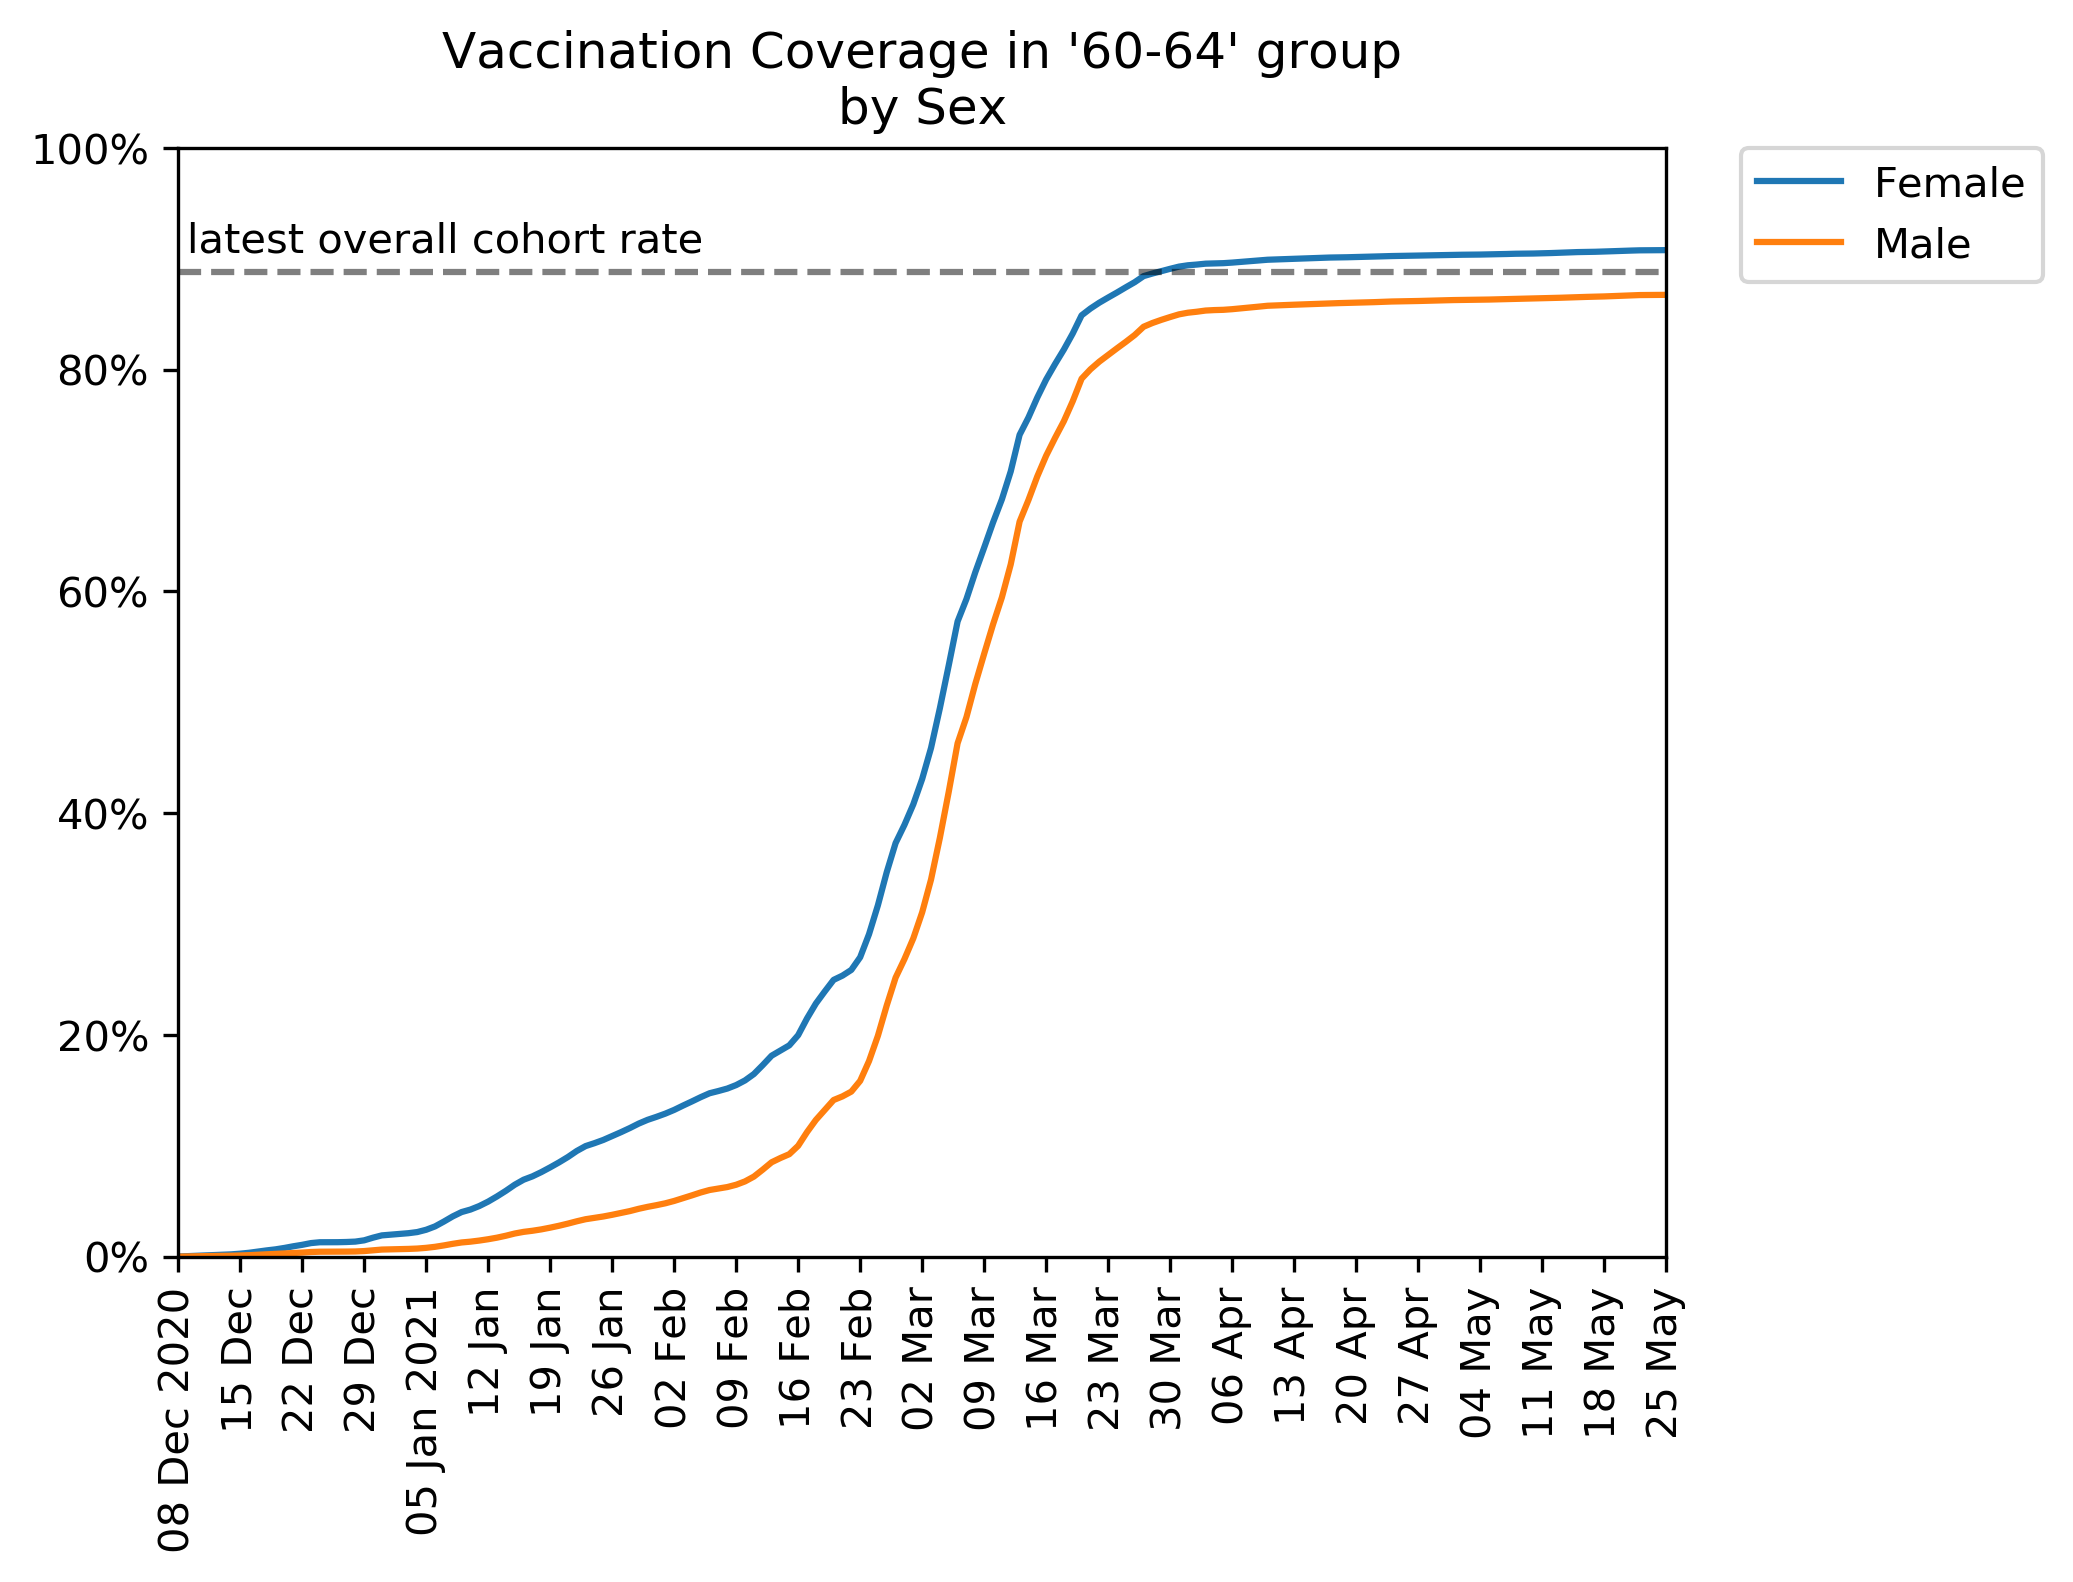 Vaccination Coverage in '60-64' group
by Sex
100%
80%
60%
40%
20%
0%
latest overall cohort rate
Female
Male
08 Dec 2020
15 Dec
22 Dec
29 Dec
05 Jan 2021
12 Jan
19 Jan
26 Jan
02 Feb
09 Feb
16 Feb
23 Feb
02 Mar
09 Mar
16 Mar
23 Mar
30 Mar
06 Apr
13 Apr
20 Apr
27 Apr
04 May
11 May
18 May
25 May